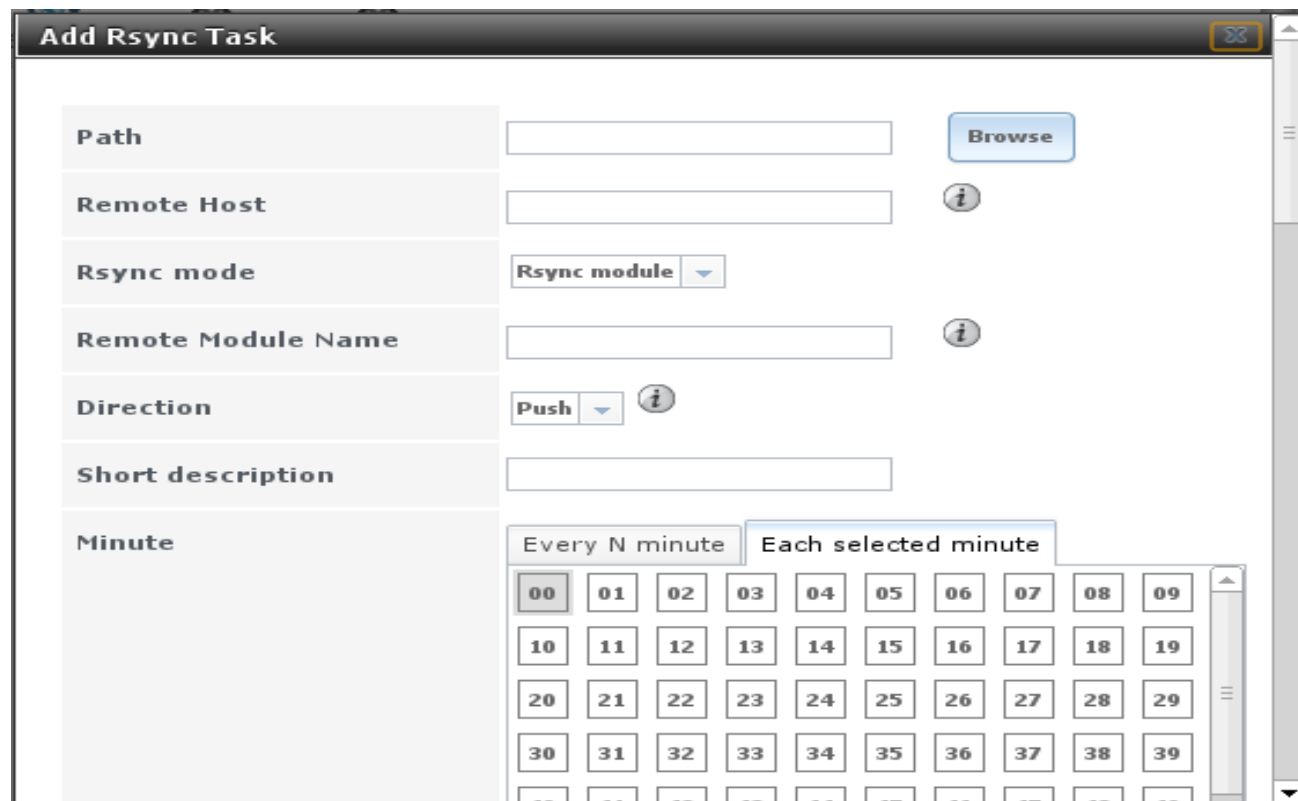 Add Rsync Task
Path
Browse
Remote Host
Rsync mode
Rsync module
Remote Module Name
Direction
Push
Short description
Minute
Every N minute
Each selected minute
00 01 02 03 04 05 06 07 08 09
10 11 12 13 14 15 16 17 18 19
20 21 22 23 24 25 26 27 28 29
30 31 32 33 34 35 36 37 38 39